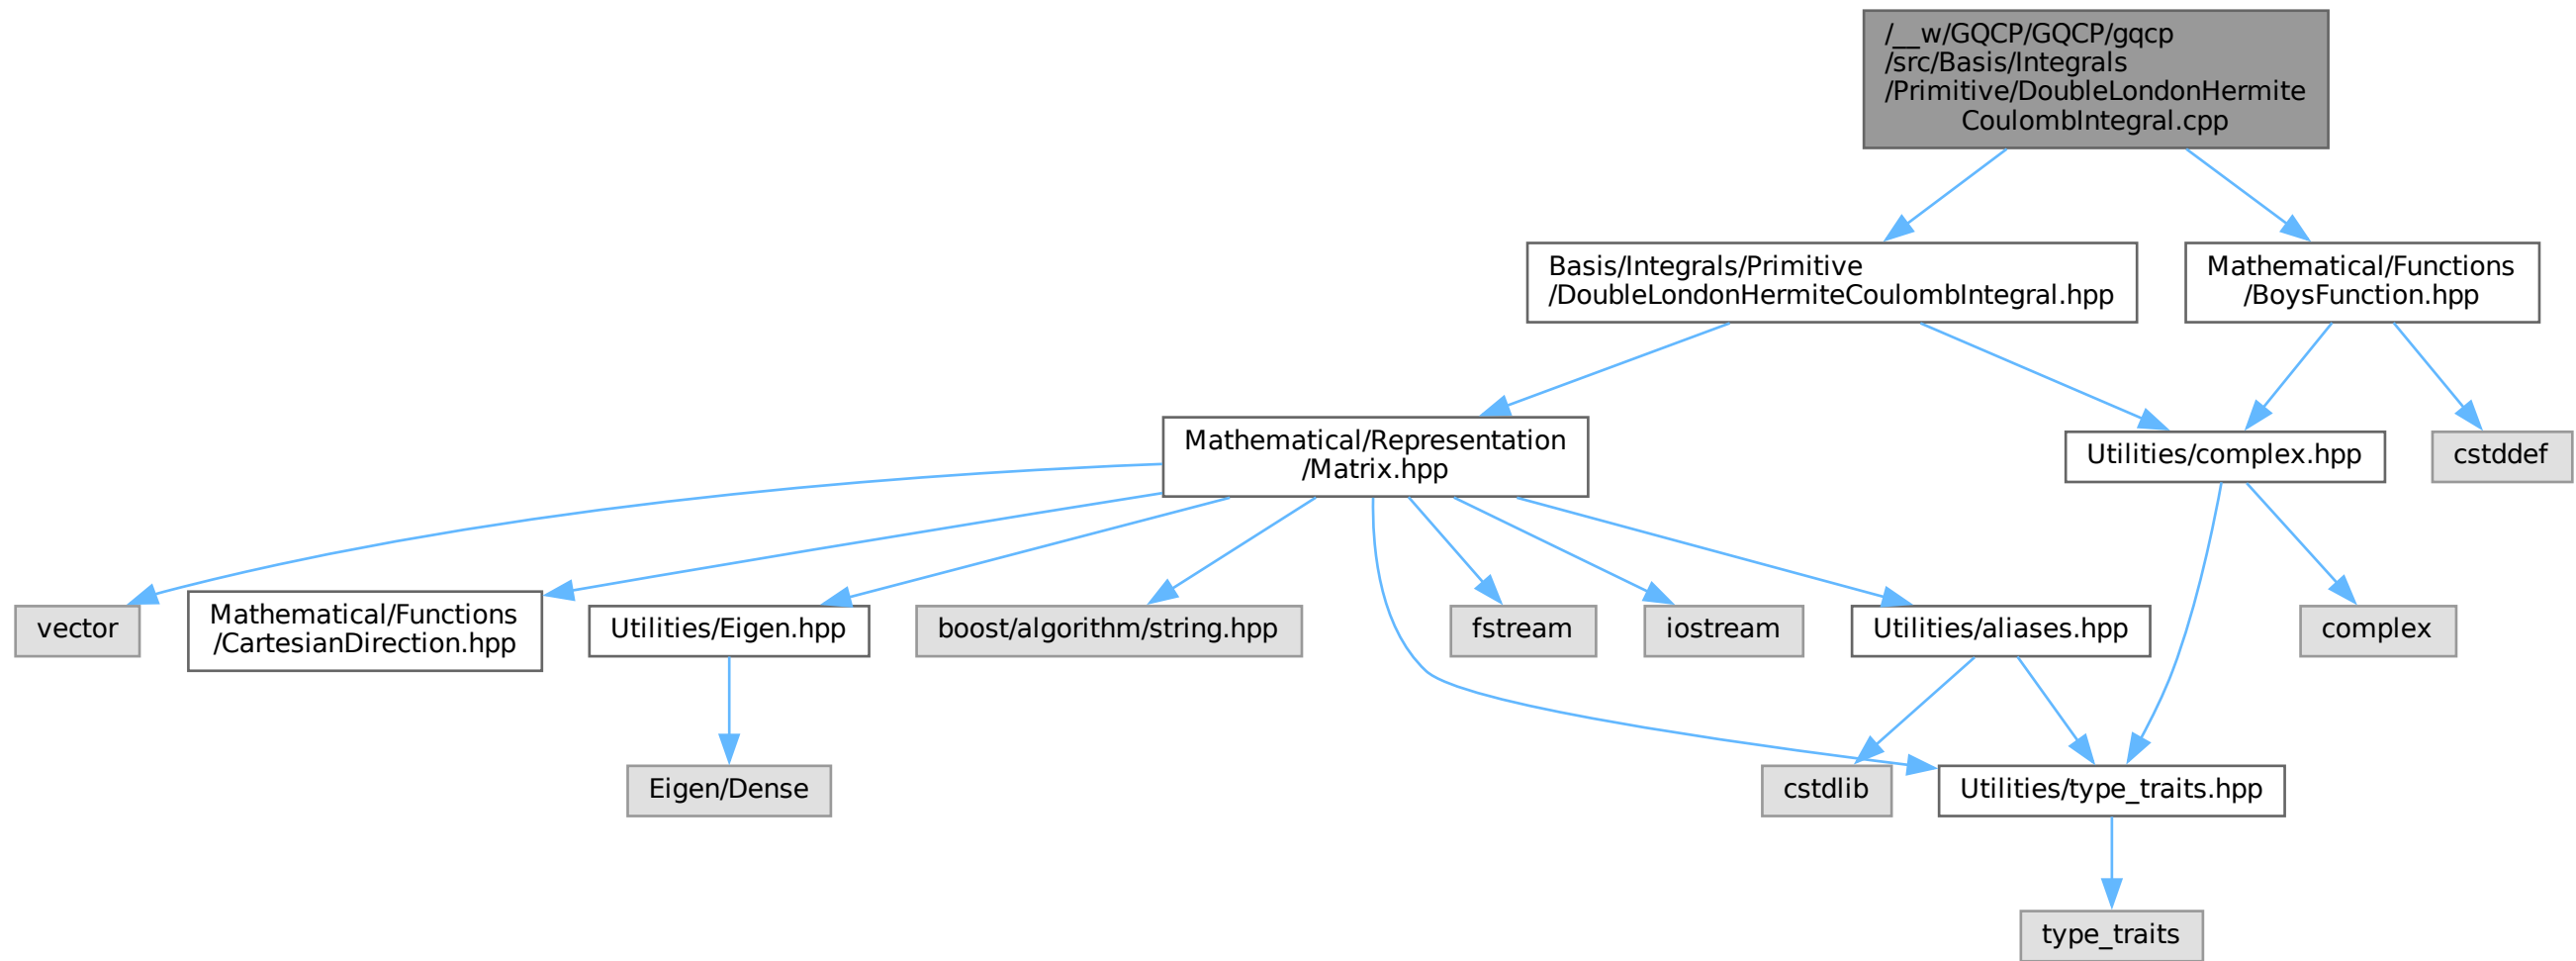 /__w/GQCP/GQCP/gqcp
/src/Basis/Integrals
/Primitive/DoubleLondonHermite
CoulombIntegral.cpp
Basis/Integrals/Primitive
/DoubleLondonHermiteCoulombIntegral.hpp
Mathematical/Functions
/BoysFunction.hpp
Mathematical/Representation
/Matrix.hpp
Utilities/complex.hpp
cstddef
vector
Mathematical/Functions
/CartesianDirection.hpp
Utilities/Eigen.hpp
boost/algorithm/string.hpp
fstream
iostream
Utilities/aliases.hpp
complex
Eigen/Dense
cstdlib
Utilities/type_traits.hpp
type_traits